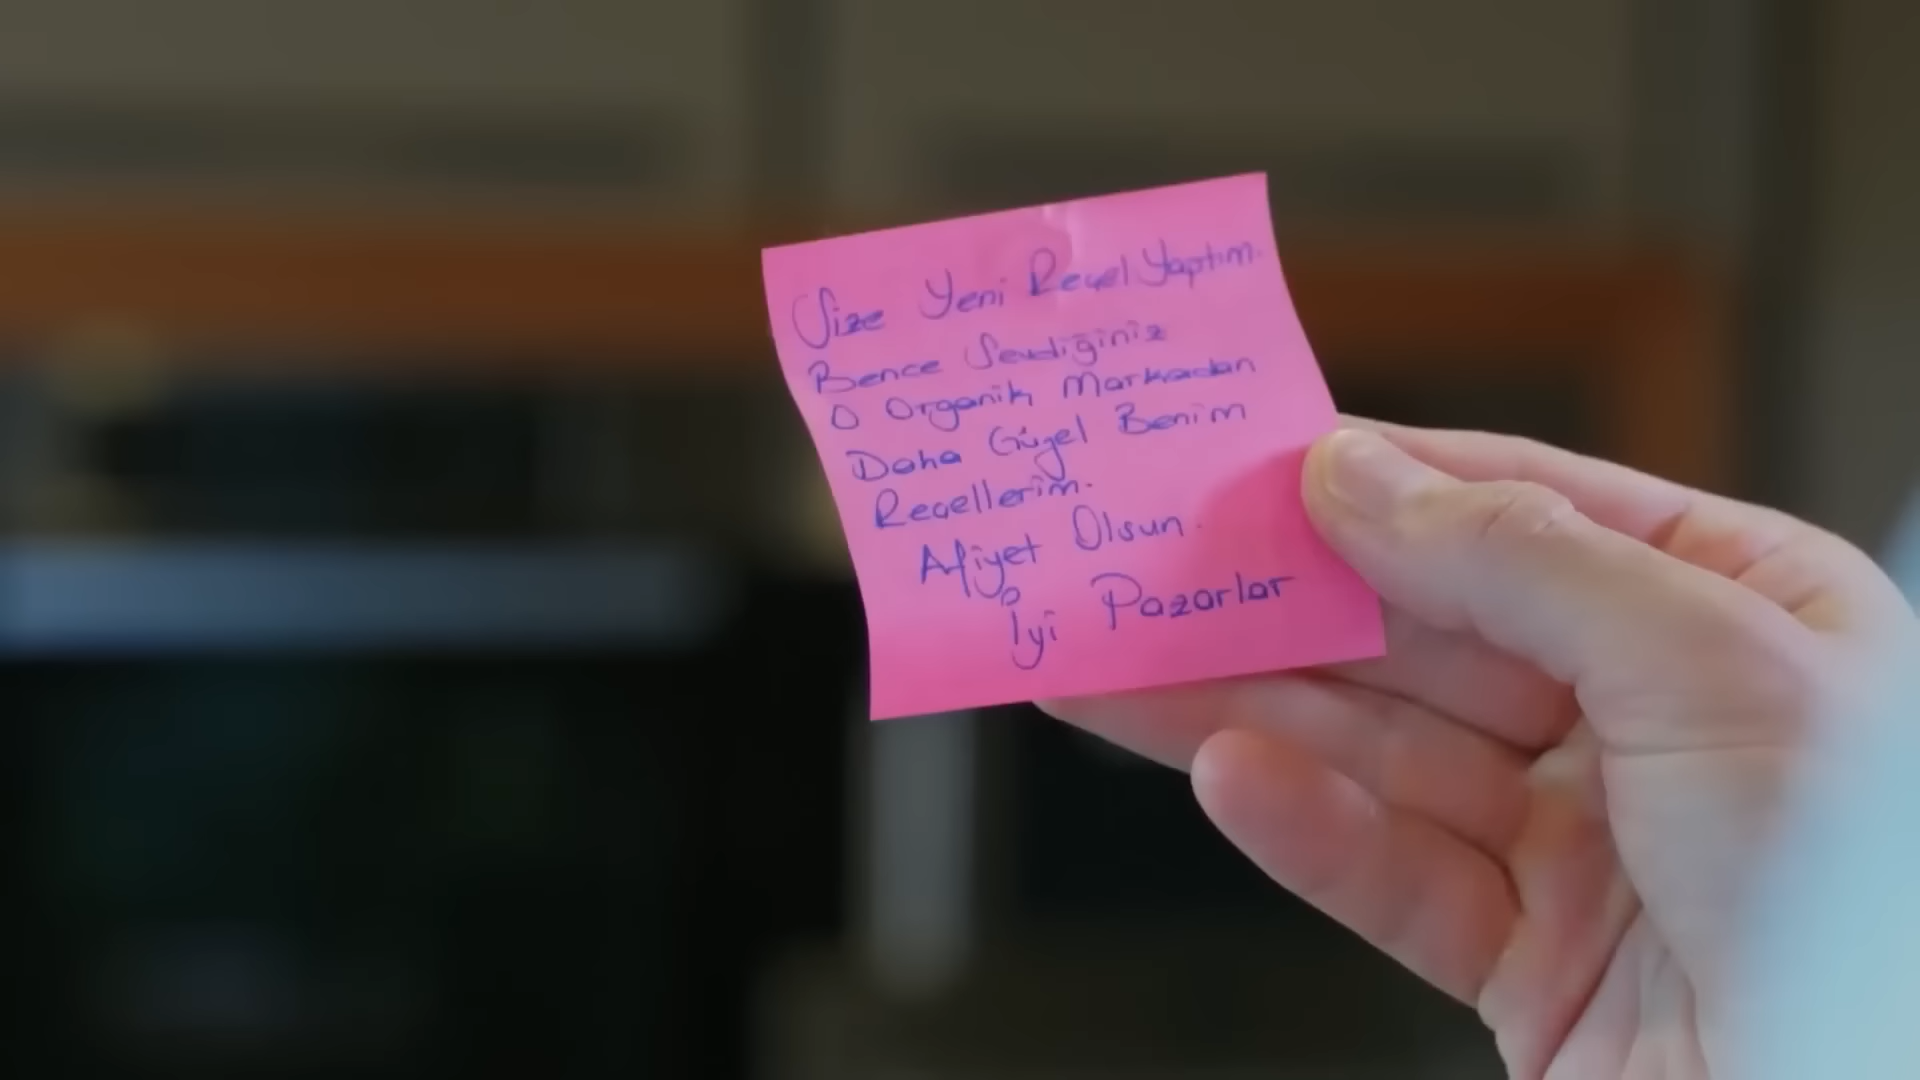 Size Yeni Reçel Yaptım.
Bence Sevdiğiniz
O Organik Markadan
Daha Güzel Benim
Reçellerim.
Afiyet Olsun.
İyi Pazarlar